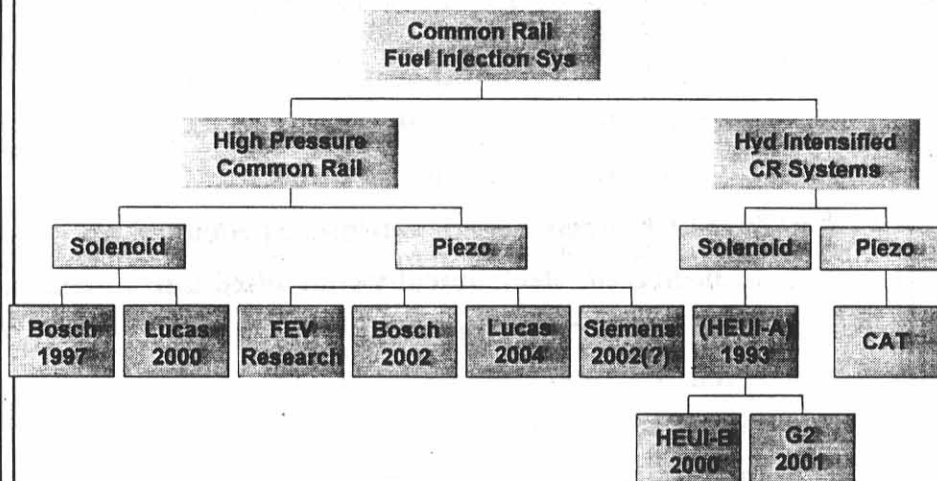 Common Rail
Fuel Injection Sys
High Pressure
Common Rail
Hyd Intensified
CR Systems
Solenoid
Piezo
Solenoid
Piezo
Bosch
1997
Lucas
2000
FEV
Research
Bosch
2002
Lucas
2004
Siemens
2002(?)
(HEUI-A)
1993
CAT
HEUI-B
2000
G2
2001